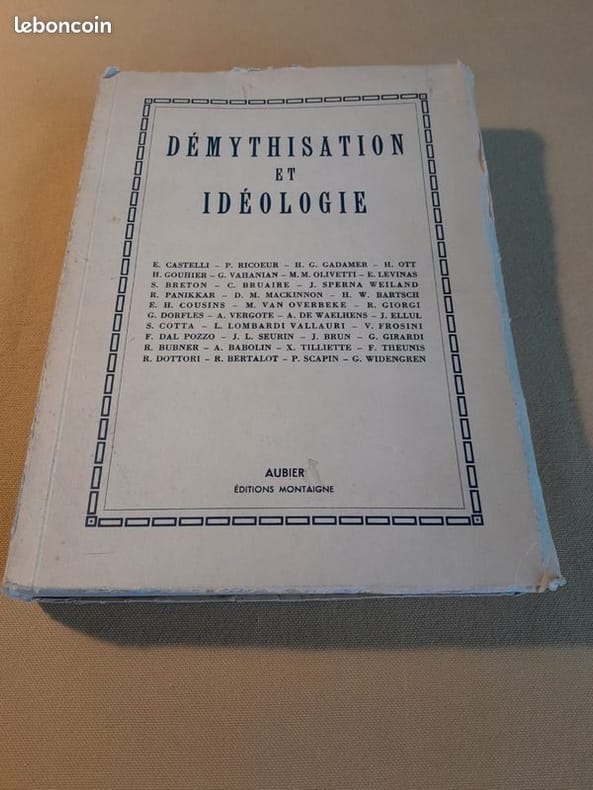 leboncoin
DÉMYTHISATION
ET
IDÉOLOGIE
E. CASTELLI – P. RICOEUR – H. G. GADAMER – H. OTT
H. GOUHIER – G. VAHANIAN – M. M. OLIVETTI – E. LEVINAS
S. BRETON – C. BRUAIRE – J. SPERNA WEILAND
R. PANIKKAR – D. M. MACKINNON – H. W. BARTSCH
E. H. COUSINS – M. VAN OVERBEKE – R. GIORGI
G. DORFLES – A. VERGOTE – A. DE WAELHENS – J. ELLUL
S. COTTA – L. LOMBARDI VALLAURI – V. FROSINI
F. DAL POZZO – J. L. SEURIN – J. BRUN – G. GIRARDI
R. BUBNER – A. BABOLIN – X. TILLIETTE – F. THEUNIS
R. DOTTORI – R. BERTALOT – P. SCAPIN – G. WIDENGREN
AUBIER
ÉDITIONS MONTAIGNE